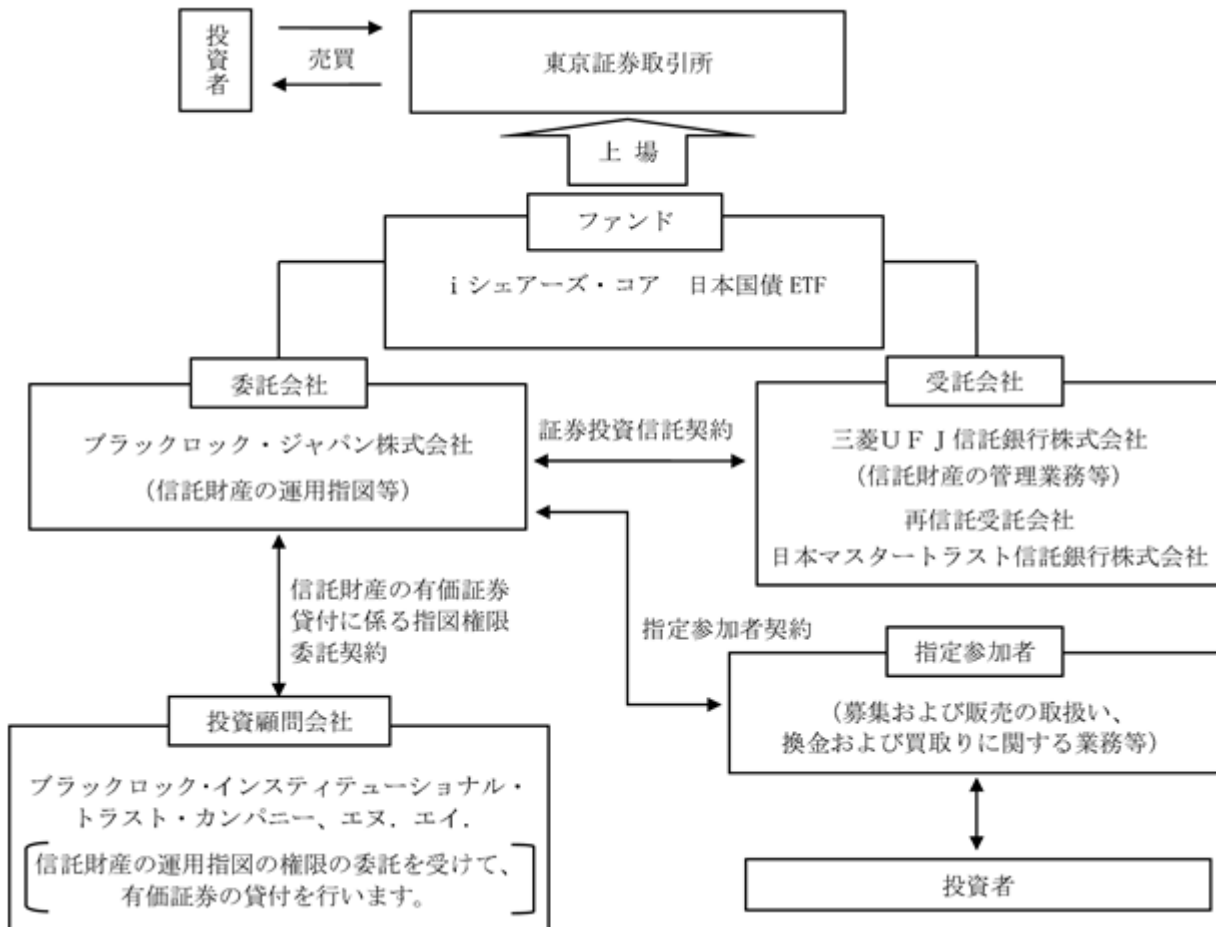 投資者
売買
東京証券取引所
上 場
ファンド
i シェアーズ・コア　日本国債 ETF
委託会社
ブラックロック・ジャパン株式会社
（信託財産の運用指図等）
証券投資信託契約
受託会社
三菱ＵＦＪ信託銀行株式会社
（信託財産の管理業務等）
再信託受託会社
日本マスタートラスト信託銀行株式会社
信託財産の有価証券
貸付に係る指図権限
委託契約
指定参加者契約
指定参加者
（募集および販売の取扱い、
換金および買取りに関する業務等）
投資顧問会社
ブラックロック・インスティテューショナル・
トラスト・カンパニー、エヌ．エイ．
信託財産の運用指図の権限の委託を受けて、
有価証券の貸付を行います。
投資者